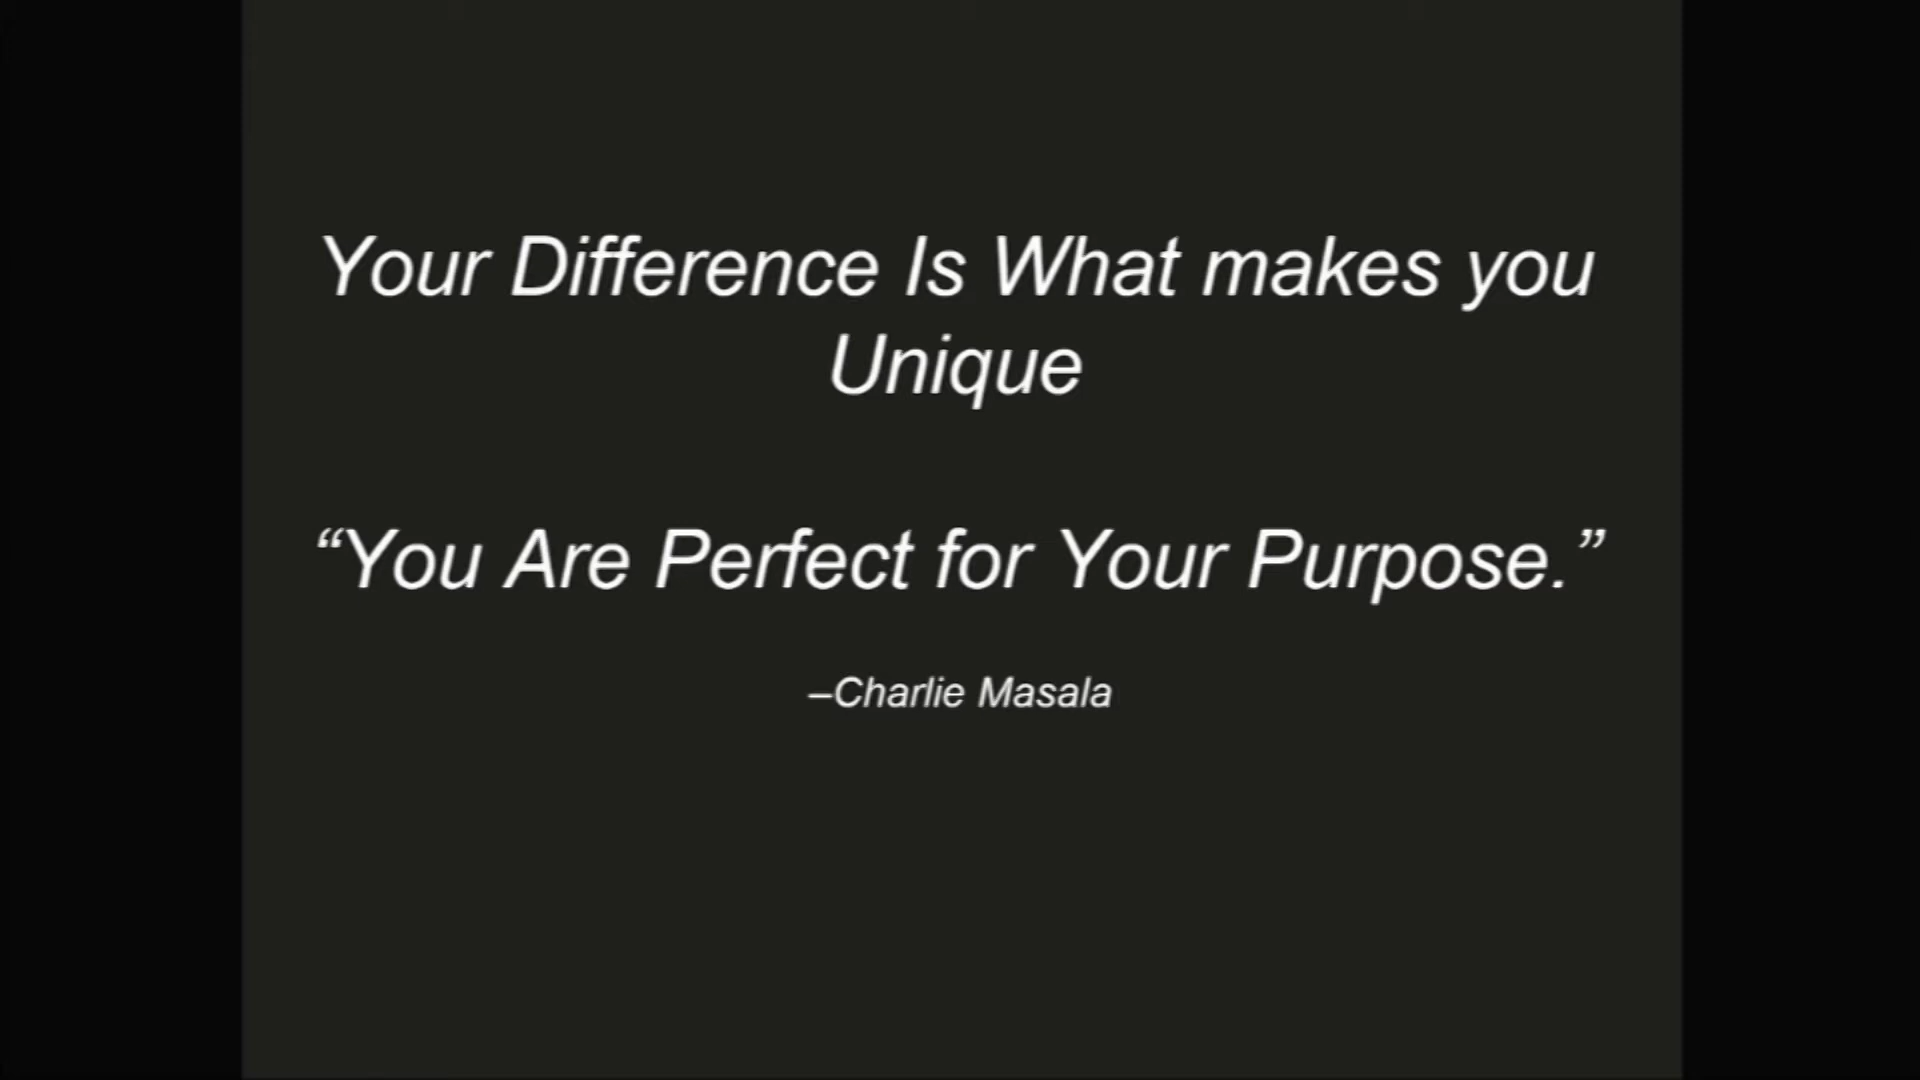 Your Difference Is What makes you
Unique
“You Are Perfect for Your Purpose.”
–Charlie Masala